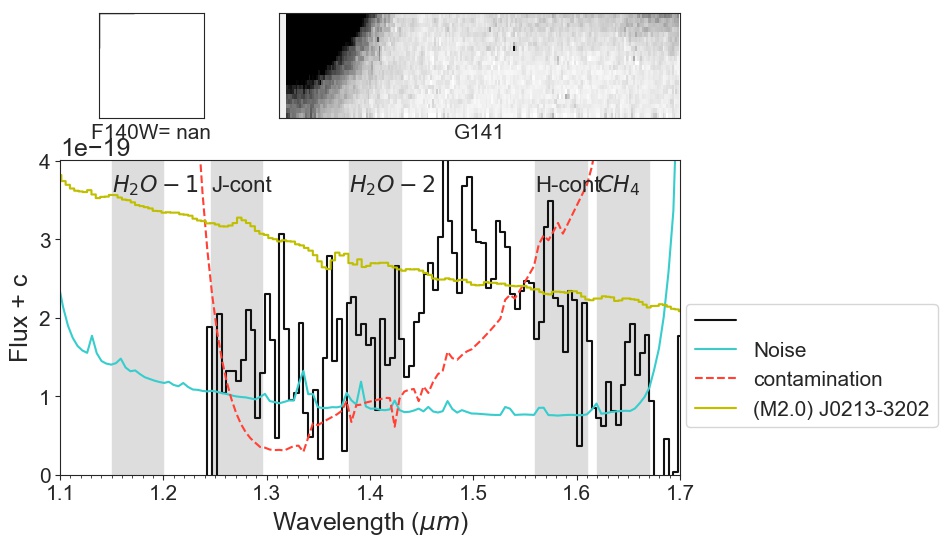 F140W= nan
G141
1e−19
H₂O − 1 J-cont H₂O − 2 H-cont CH₄
4
3
2
1
0
Flux + c
1.1 1.2 1.3 1.4 1.5 1.6 1.7
Wavelength (μm)
Noise
contamination
(M2.0) J0213-3202